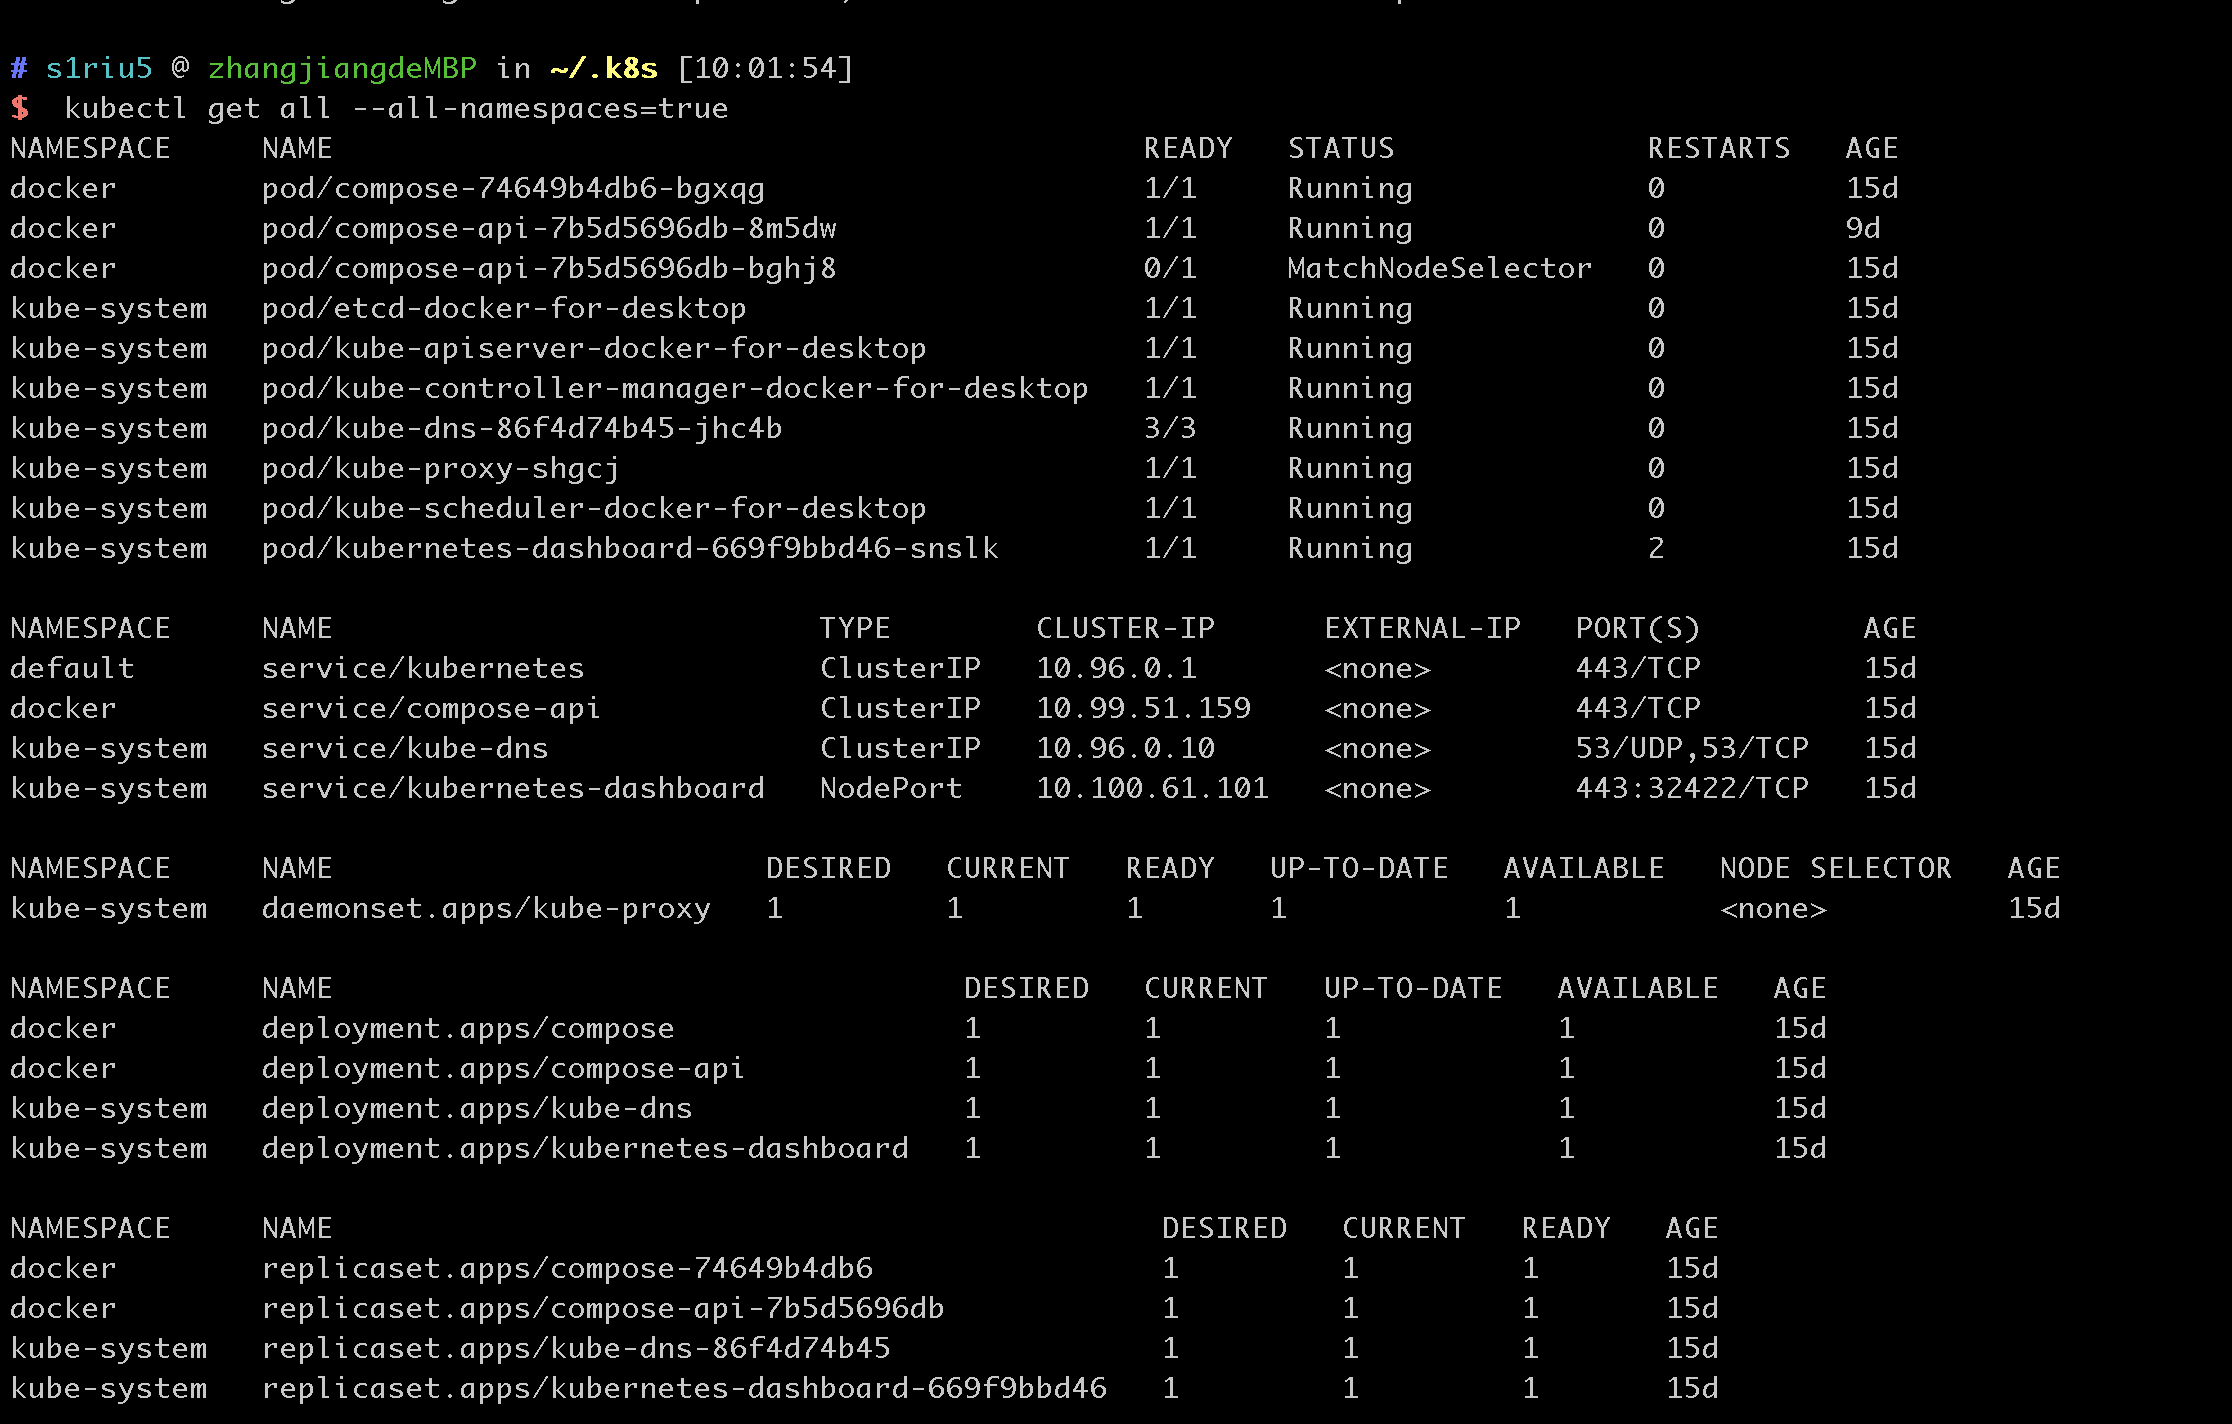 # s1riu5 @ zhangjiangdeMBP in ~/.k8s [10:01:54]
$  kubectl get all --all-namespaces=true
NAMESPACE     NAME                                             READY   STATUS              RESTARTS   AGE
docker        pod/compose-74649b4db6-bgxqg                     1/1     Running             0          15d
docker        pod/compose-api-7b5d5696db-8m5dw                 1/1     Running             0          9d
docker        pod/compose-api-7b5d5696db-bghj8                 0/1     MatchNodeSelector   0          15d
kube-system   pod/etcd-docker-for-desktop                      1/1     Running             0          15d
kube-system   pod/kube-apiserver-docker-for-desktop            1/1     Running             0          15d
kube-system   pod/kube-controller-manager-docker-for-desktop   1/1     Running             0          15d
kube-system   pod/kube-dns-86f4d74b45-jhc4b                    3/3     Running             0          15d
kube-system   pod/kube-proxy-shgcj                             1/1     Running             0          15d
kube-system   pod/kube-scheduler-docker-for-desktop            1/1     Running             0          15d
kube-system   pod/kubernetes-dashboard-669f9bbd46-snslk        1/1     Running             2          15d

NAMESPACE     NAME                           TYPE        CLUSTER-IP      EXTERNAL-IP   PORT(S)         AGE
default       service/kubernetes             ClusterIP   10.96.0.1       <none>        443/TCP         15d
docker        service/compose-api            ClusterIP   10.99.51.159    <none>        443/TCP         15d
kube-system   service/kube-dns               ClusterIP   10.96.0.10      <none>        53/UDP,53/TCP   15d
kube-system   service/kubernetes-dashboard   NodePort    10.100.61.101   <none>        443:32422/TCP   15d

NAMESPACE     NAME                        DESIRED   CURRENT   READY   UP-TO-DATE   AVAILABLE   NODE SELECTOR   AGE
kube-system   daemonset.apps/kube-proxy   1         1         1       1            1           <none>          15d

NAMESPACE     NAME                                   DESIRED   CURRENT   UP-TO-DATE   AVAILABLE   AGE
docker        deployment.apps/compose                1         1         1            1           15d
docker        deployment.apps/compose-api            1         1         1            1           15d
kube-system   deployment.apps/kube-dns               1         1         1            1           15d
kube-system   deployment.apps/kubernetes-dashboard   1         1         1            1           15d

NAMESPACE     NAME                                              DESIRED   CURRENT   READY   AGE
docker        replicaset.apps/compose-74649b4db6                1         1         1       15d
docker        replicaset.apps/compose-api-7b5d5696db            1         1         1       15d
kube-system   replicaset.apps/kube-dns-86f4d74b45               1         1         1       15d
kube-system   replicaset.apps/kubernetes-dashboard-669f9bbd46   1         1         1       15d